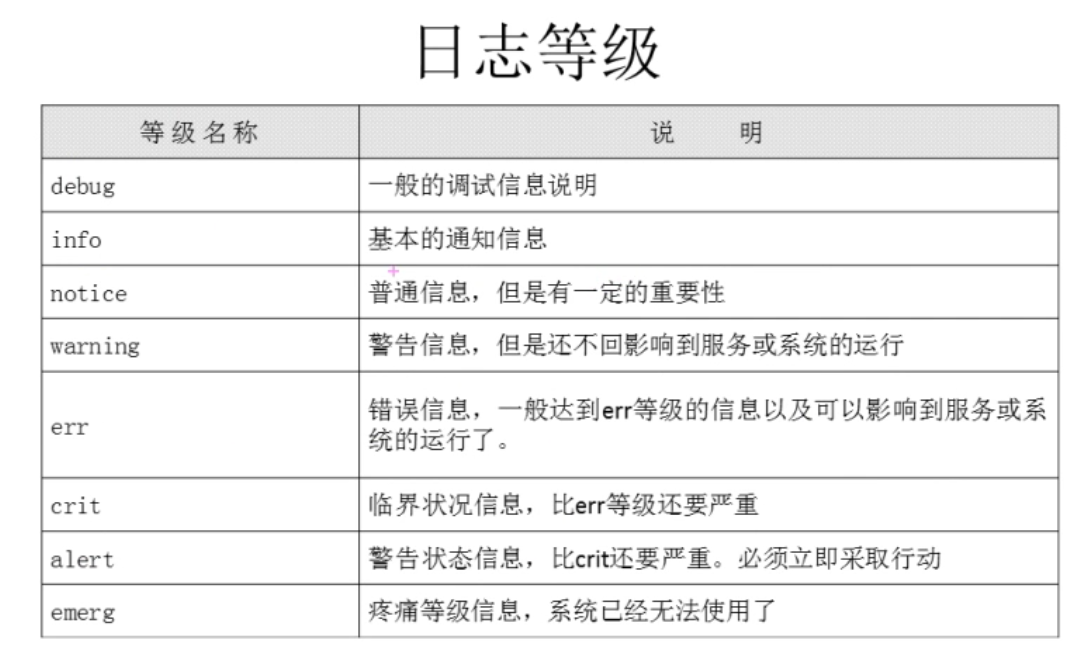 日志等级
等级名称 说 明
debug 一般的调试信息说明
info 基本的通知信息
notice 普通信息，但是有一定的重要性
warning 警告信息，但是还不回影响到服务或系统的运行
err 错误信息，一般达到err等级的信息以及可以影响到服务或系
统的运行了。
crit 临界状况信息，比err等级还要严重
alert 警告状态信息，比crit还要严重。必须立即采取行动
emerg 疼痛等级信息，系统已经无法使用了